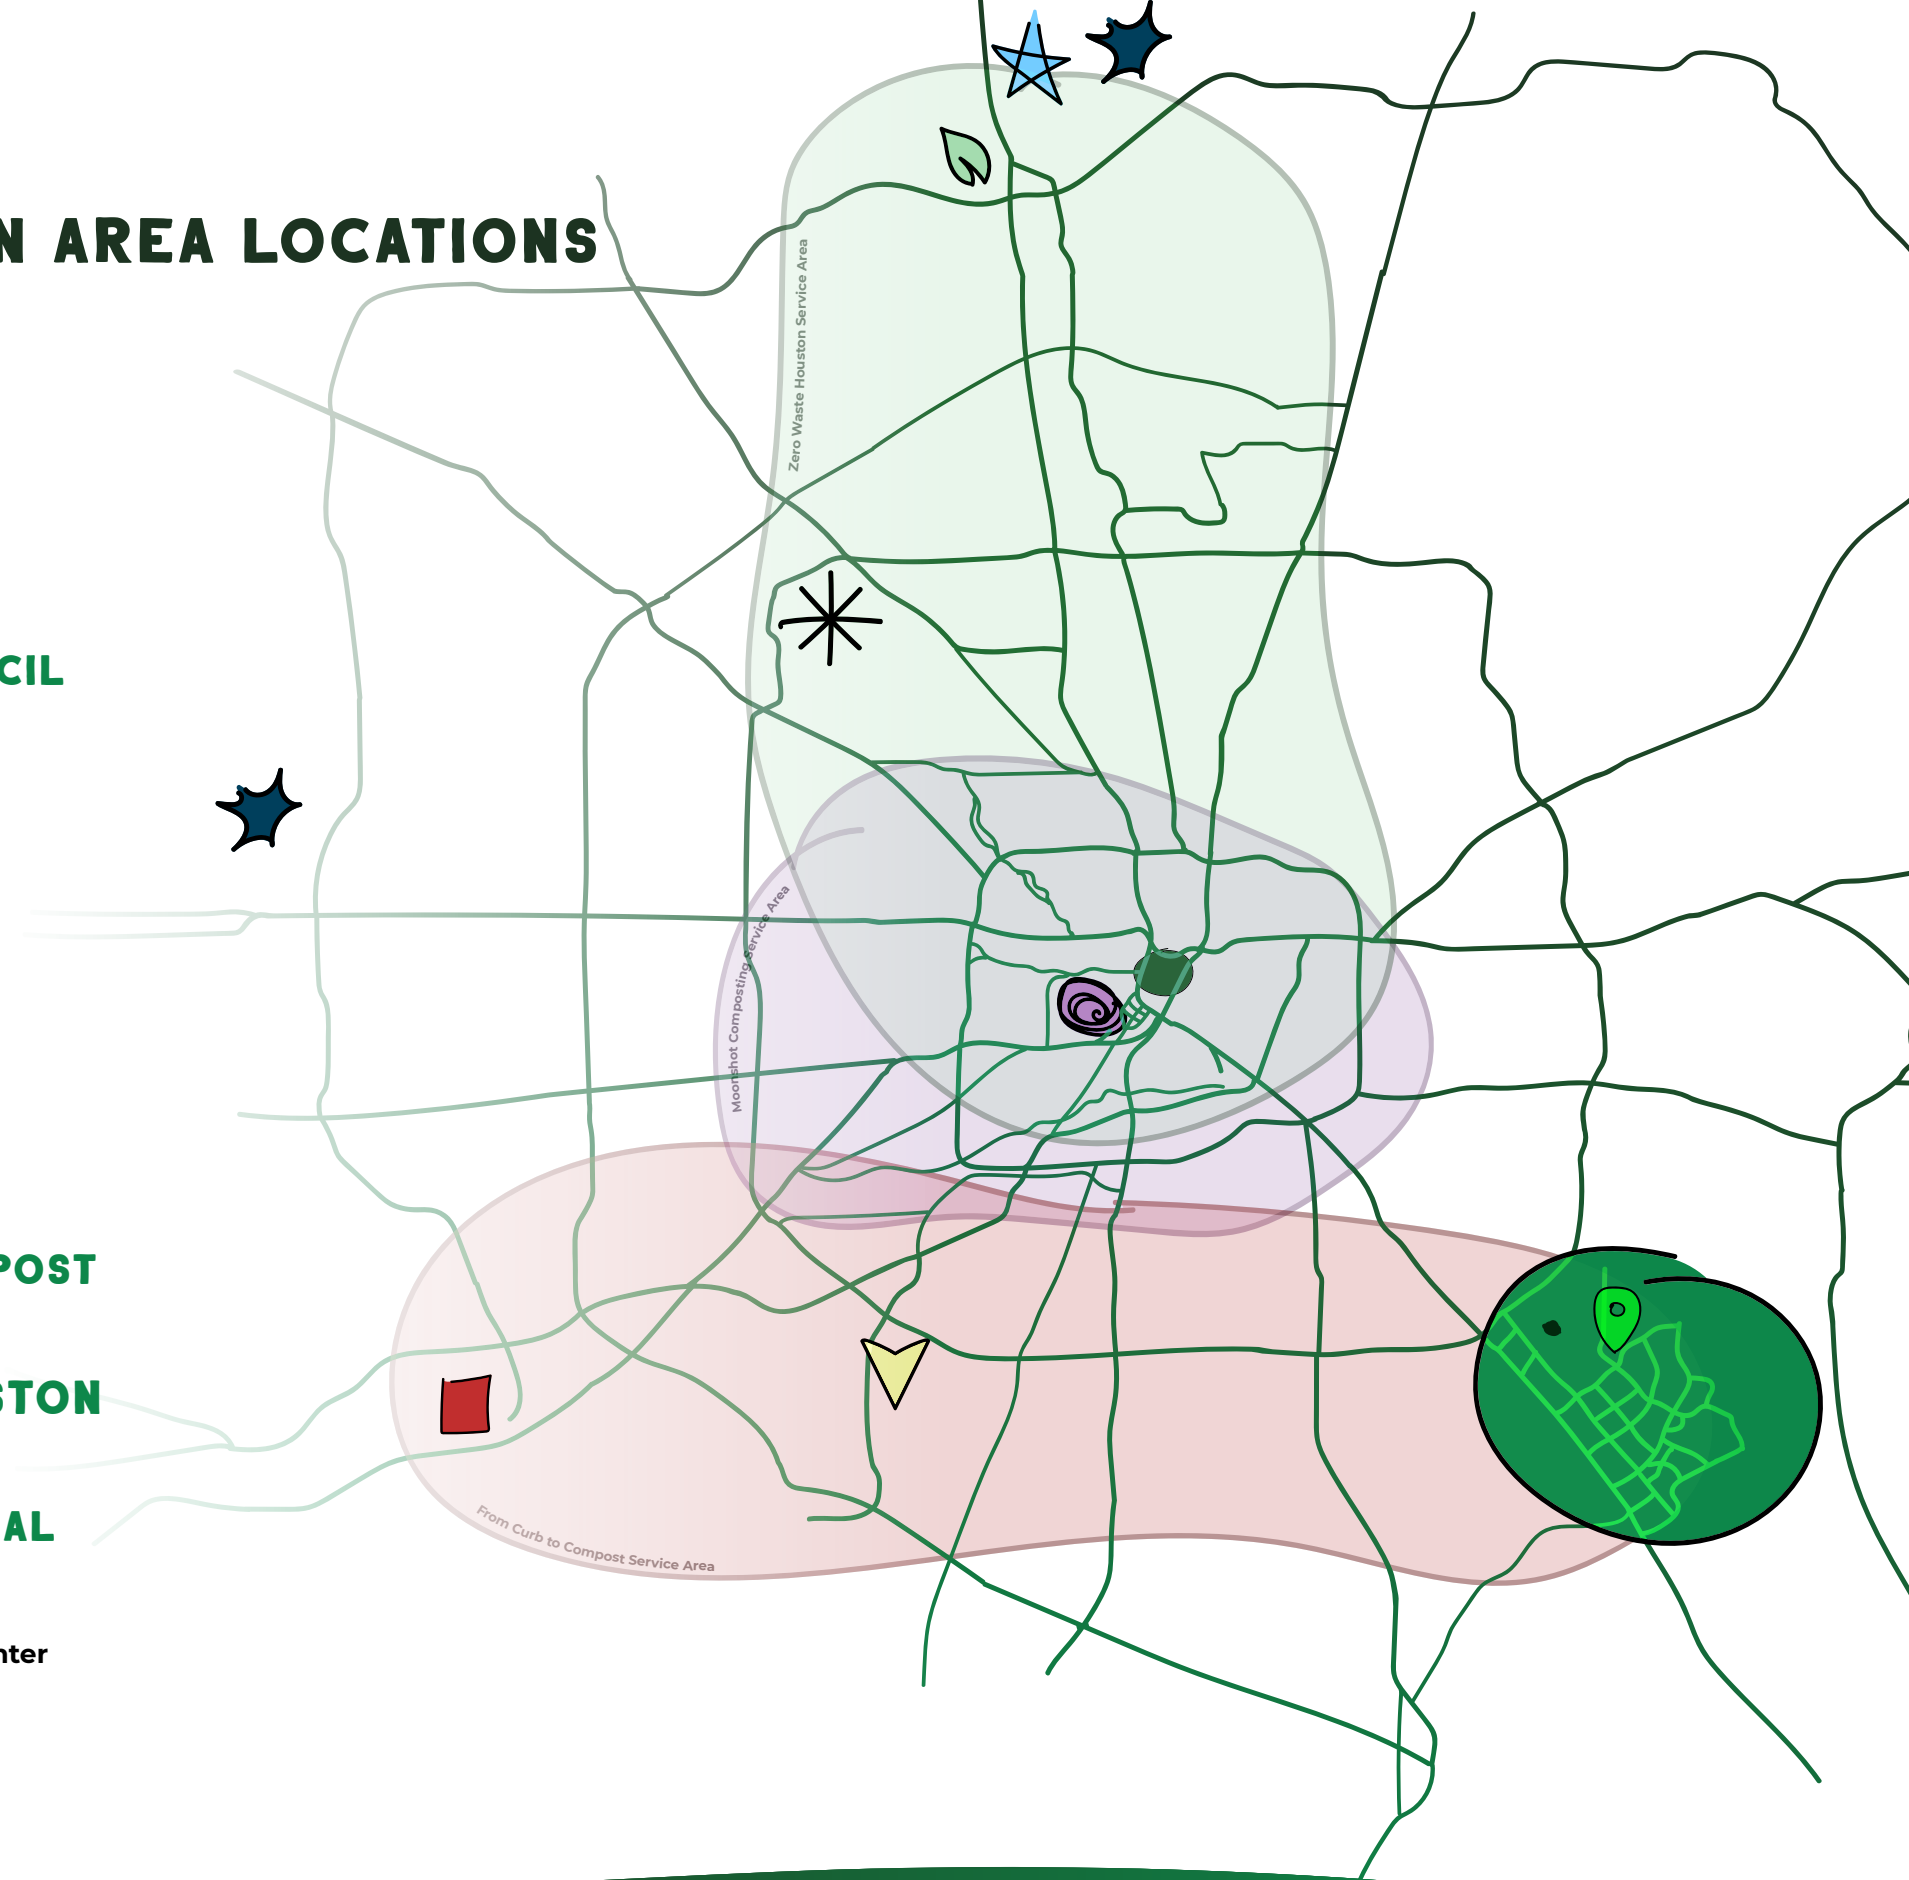 N AREA LOCATIONS
Zero Waste Houston Service Area
CIL
Moonshot Composting Service Area
POST
STON
AL
From Curb to Compost Service Area
nter